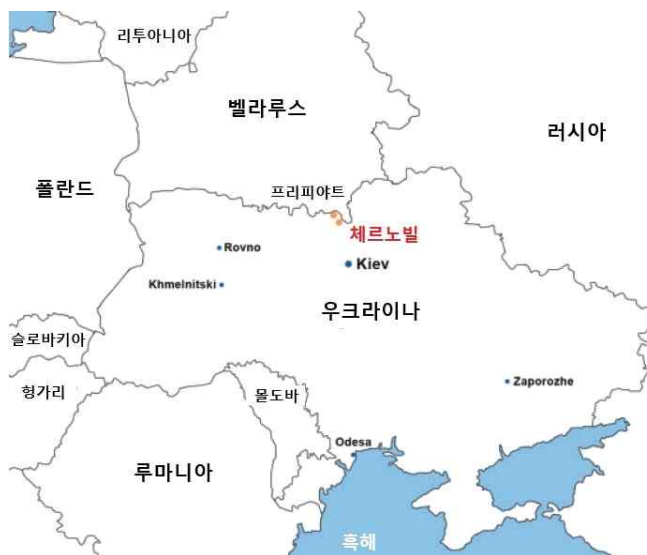 리투아니아
벨라루스
러시아
폴란드
프리피야트
체르노빌
Rovno
Kiev
Khmelnitski
우크라이나
슬로바키아
헝가리
몰도바
Zaporozhe
Odesa
루마니아
흑해